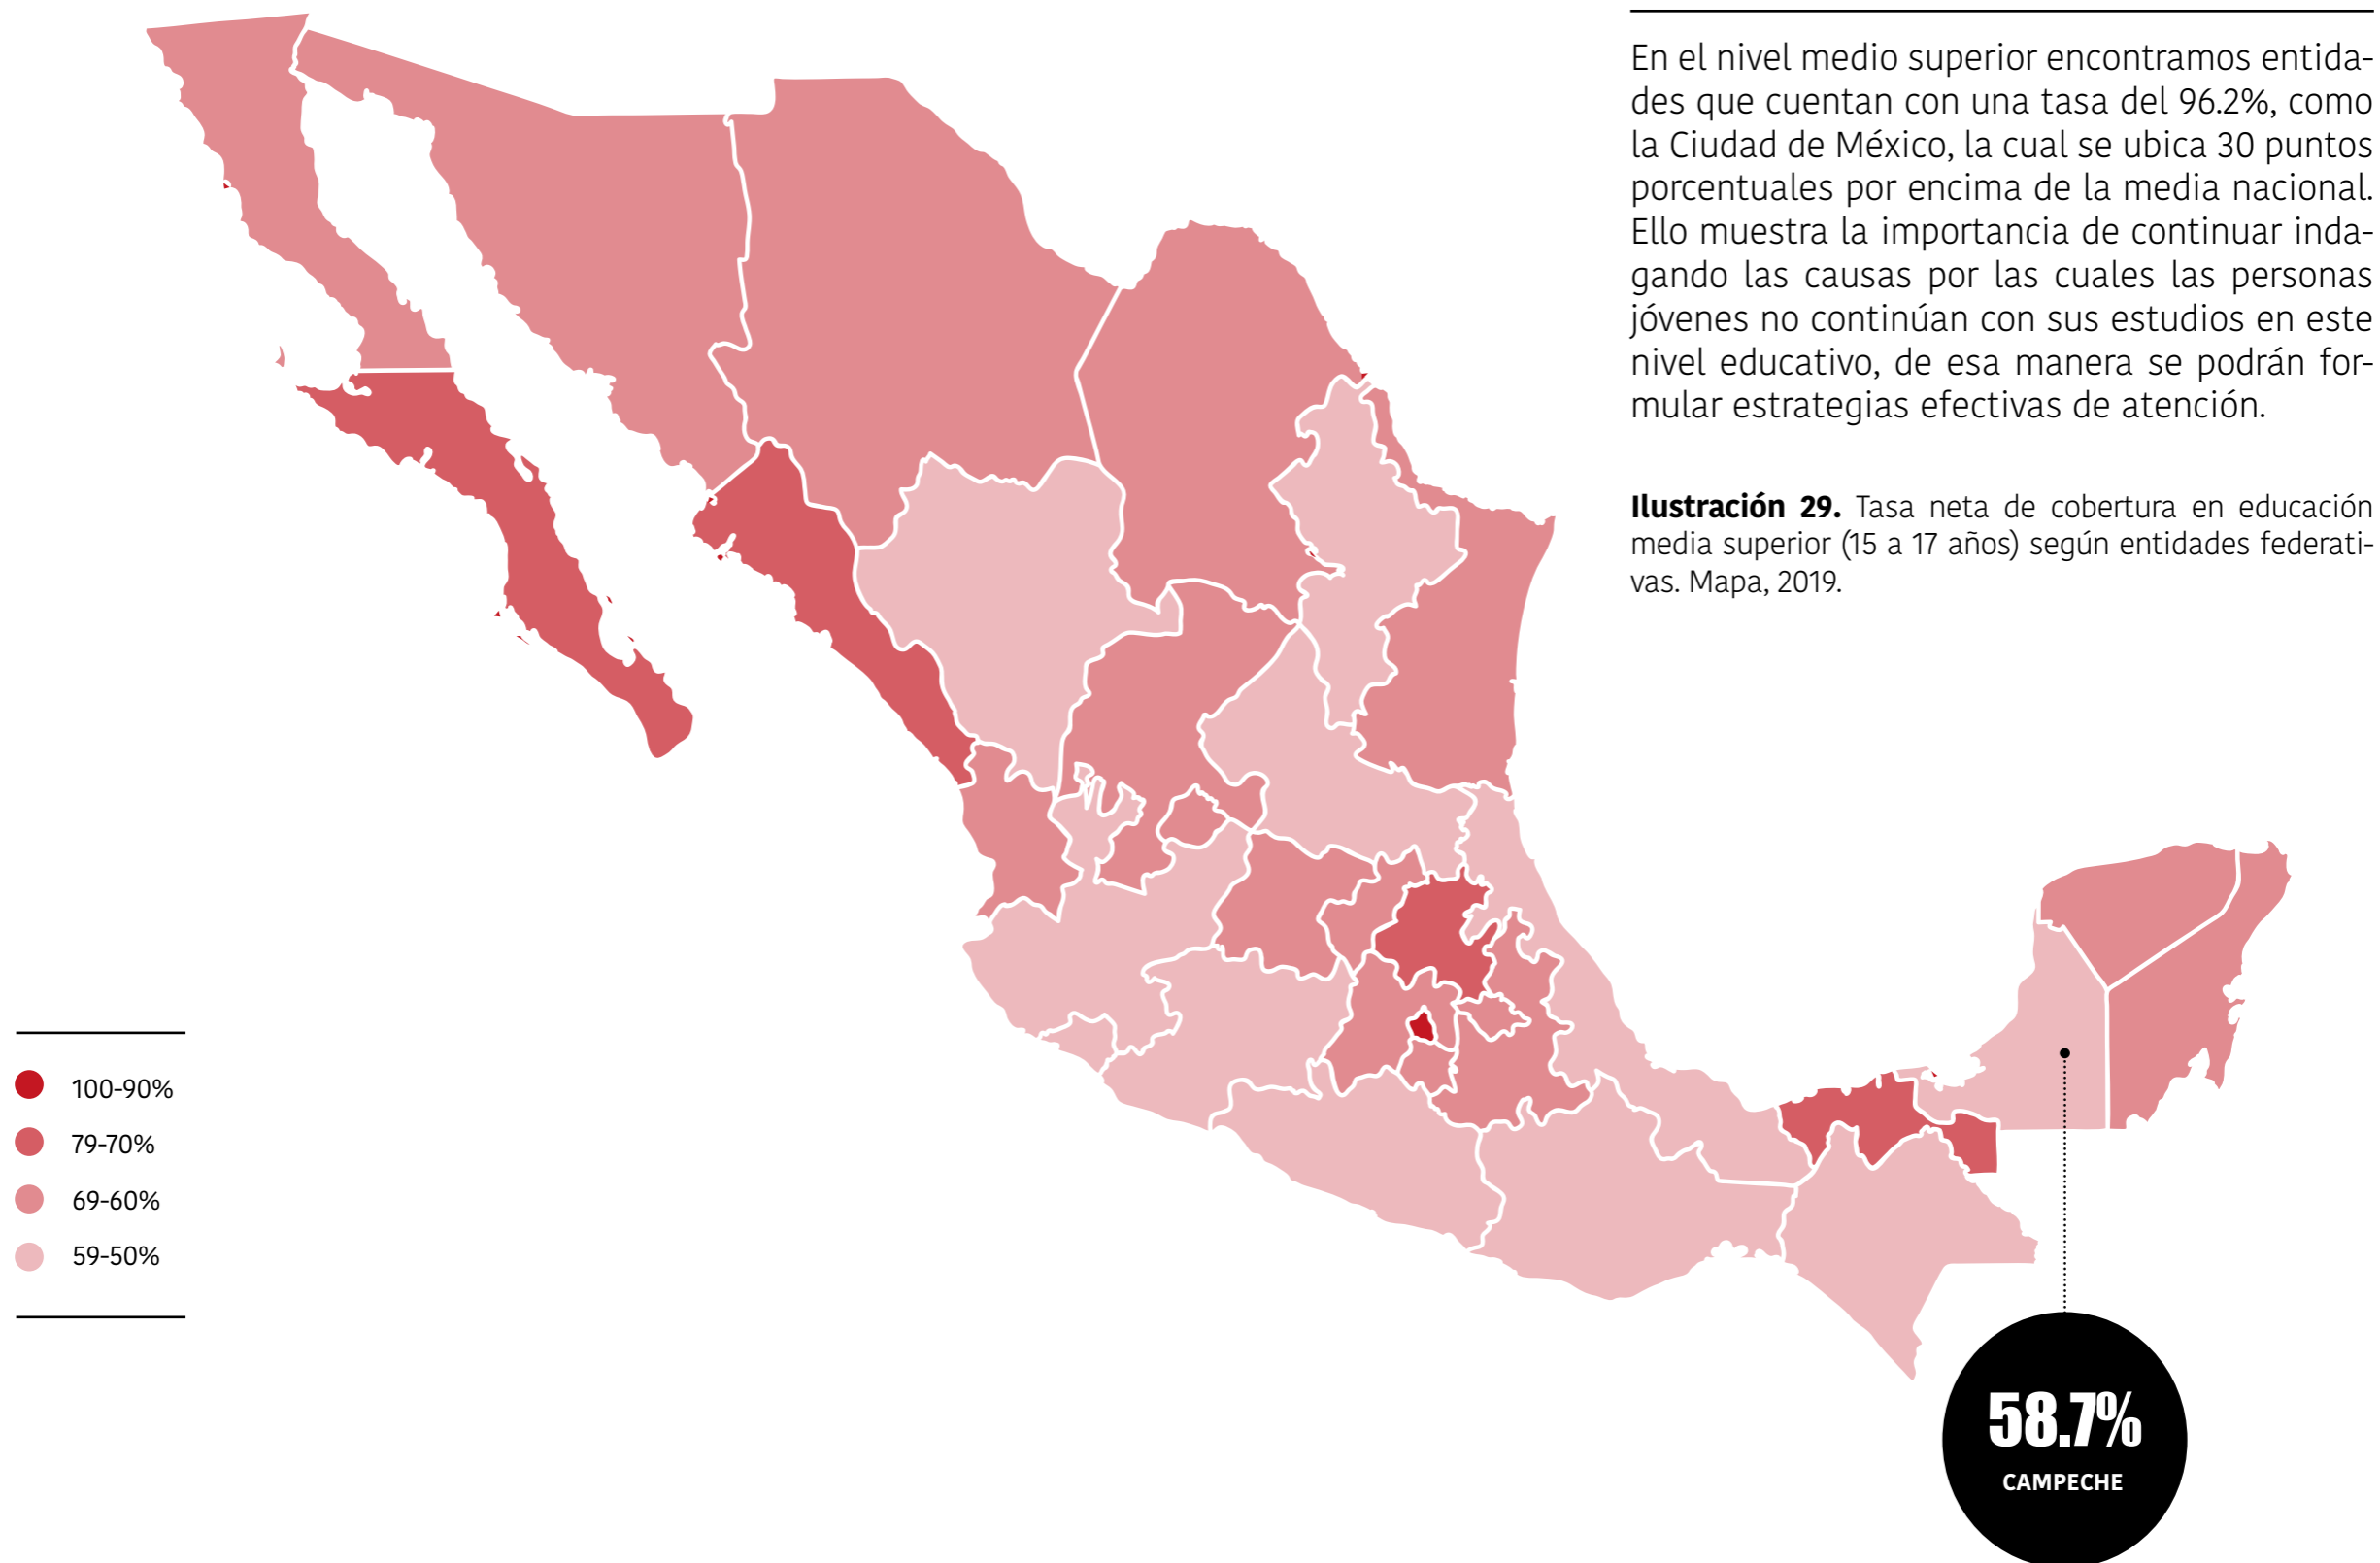 En el nivel medio superior encontramos entida-
des que cuentan con una tasa del 96.2%, como
la Ciudad de México, la cual se ubica 30 puntos
porcentuales por encima de la media nacional.
Ello muestra la importancia de continuar inda-
gando las causas por las cuales las personas
jóvenes no continúan con sus estudios en este
nivel educativo, de esa manera se podrán for-
mular estrategias efectivas de atención.
Ilustración 29. Tasa neta de cobertura en educación
media superior (15 a 17 años) según entidades federati-
vas. Mapa, 2019.
100-90%
79-70%
69-60%
59-50%
58.7%
CAMPECHE